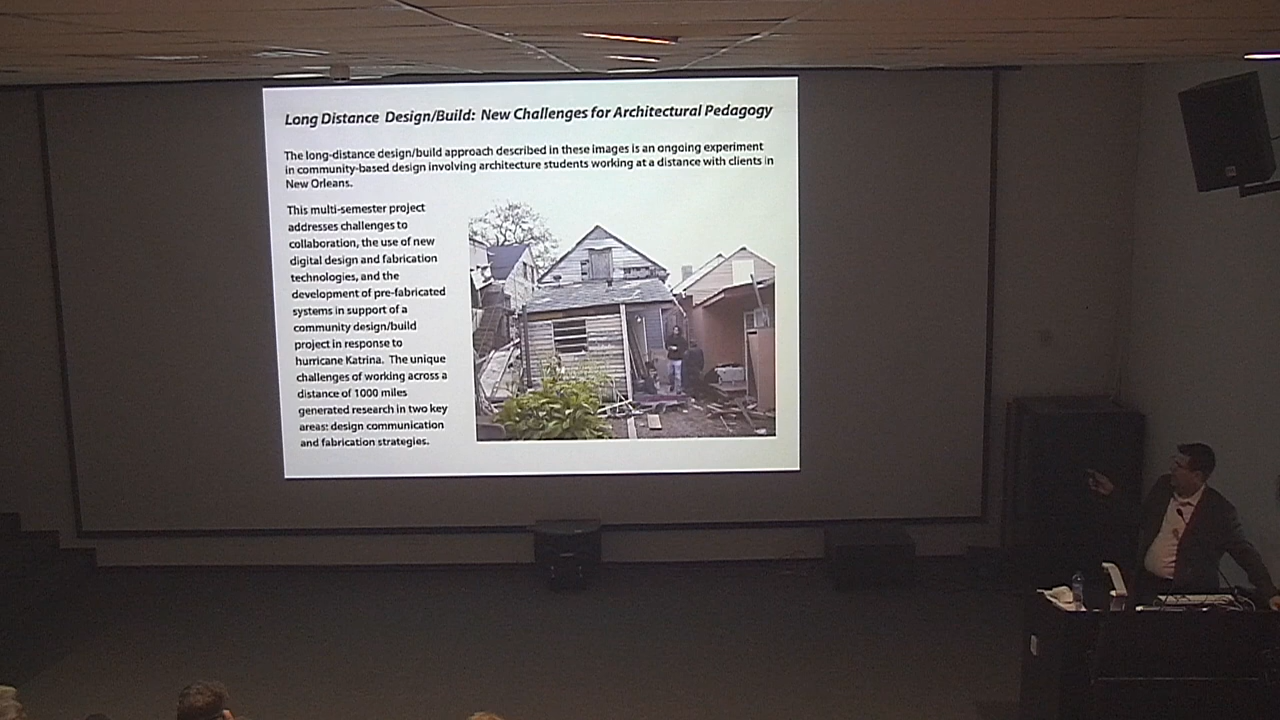 Long Distance Design/Build: New Challenges for Architectural Pedagogy
The long-distance design/build approach described in these images is an ongoing experiment
in community-based design involving architecture students working at a distance with clients in
New Orleans.
This multi-semester project
addresses challenges to
collaboration, the use of new
digital design and fabrication
technologies, and the
development of pre-fabricated
systems in support of a
community design/build
project in response to
hurricane Katrina. The unique
challenges of working across a
distance of 1000 miles
generated research in two key
areas: design communication
and fabrication strategies.